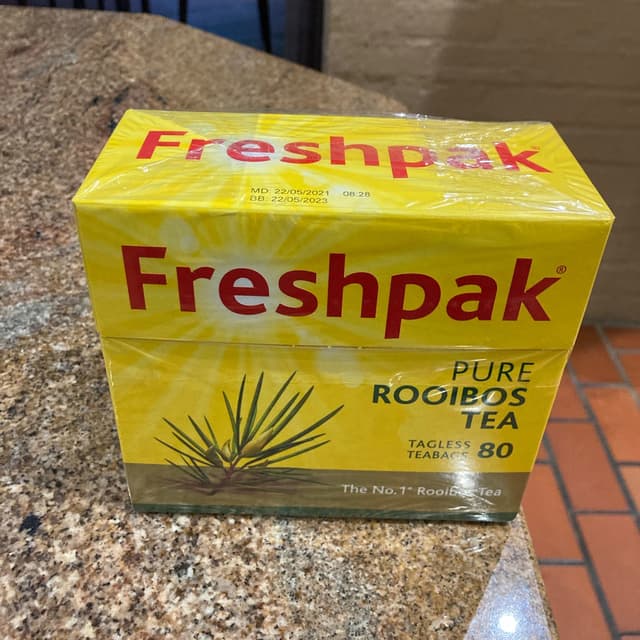 Freshpak
MD: 22/05/2021 08:28
BB: 22/05/2023
Freshpak®
PURE
ROOIBOS
TEA
TAGLESS
TEABAGS 80
The No.1* Rooibos Tea